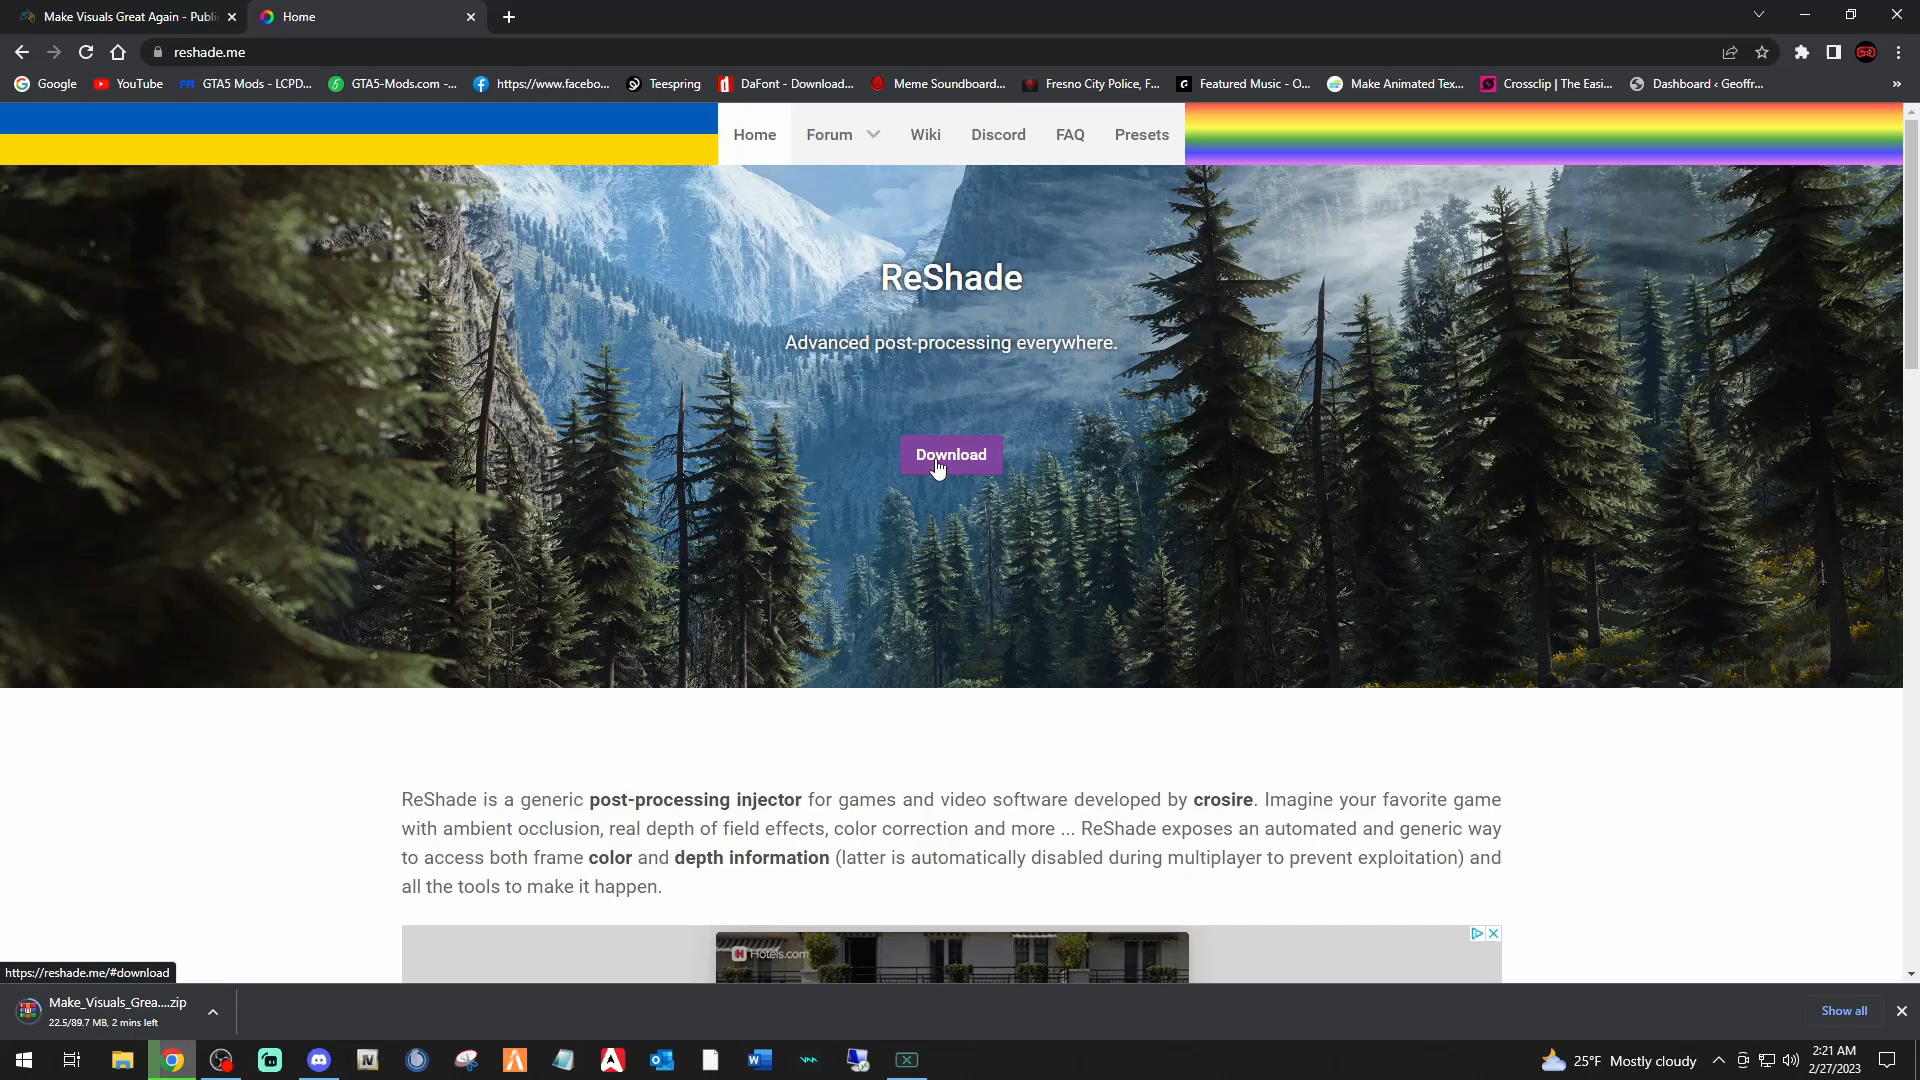 Make Visuals Great Again - Publi
Home
reshade.me
Google
YouTube
GTA5 Mods - LCPD...
GTA5-Mods.com -...
https://www.facebo...
Teespring
DaFont - Download...
Meme Soundboard...
Fresno City Police, F...
Featured Music - O...
Make Animated Tex...
Crossclip | The Easi...
Dashboard ‹ Geoffr...
»
Home
Forum
Wiki
Discord
FAQ
Presets
ReShade
Advanced post-processing everywhere.
Download
ReShade is a generic post-processing injector for games and video software developed by crosire. Imagine your favorite game
with ambient occlusion, real depth of field effects, color correction and more ... ReShade exposes an automated and generic way
to access both frame color and depth information (latter is automatically disabled during multiplayer to prevent exploitation) and
all the tools to make it happen.
Hotels.com
https://reshade.me/#download
Make_Visuals_Grea....zip
22.5/89.7 MB, 2 mins left
Show all
25°F Mostly cloudy
2:21 AM
2/27/2023